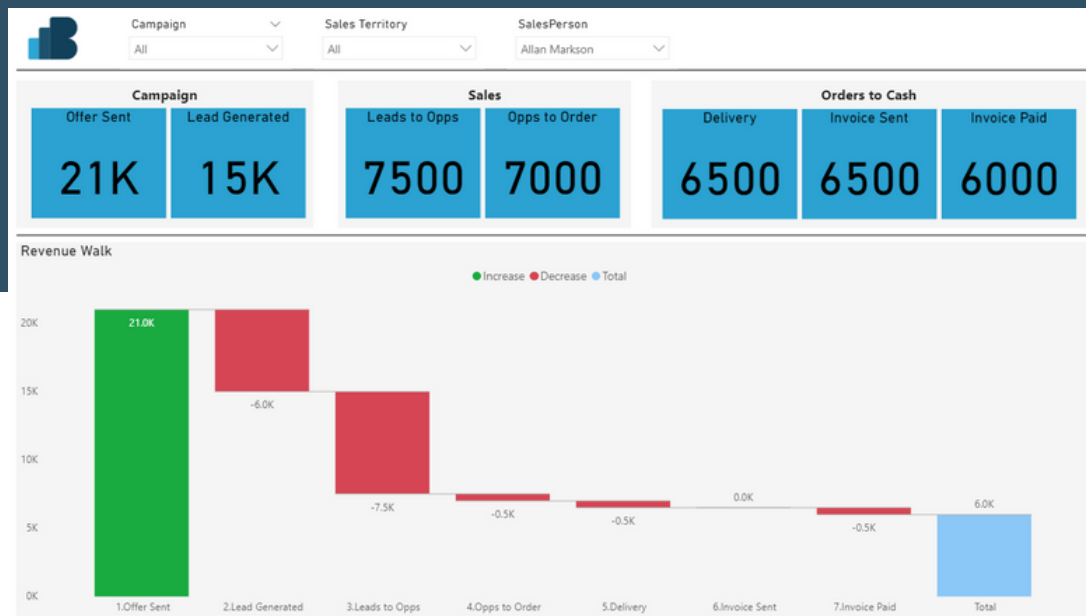 Campaign Sales Territory SalesPerson
All All Allan Markson
Campaign Sales Orders to Cash
Offer Sent Lead Generated Leads to Opps Opps to Order Delivery Invoice Sent Invoice Paid
21K 15K 7500 7000 6500 6500 6000
Revenue Walk
Increase Decrease Total
20K
15K
10K
5K
0K
21.0K
-6.0K
-7.5K
-0.5K
-0.5K
0.0K
-0.5K
6.0K
1.Offer Sent 2.Lead Generated 3.Leads to Opps 4.Opps to Order 5.Delivery 6.Invoice Sent 7.Invoice Paid Total